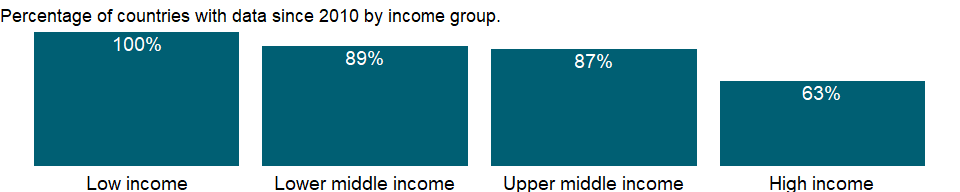 Percentage of countries with data since 2010 by income group.
100%
89%
87%
63%
Low income
Lower middle income
Upper middle income
High income